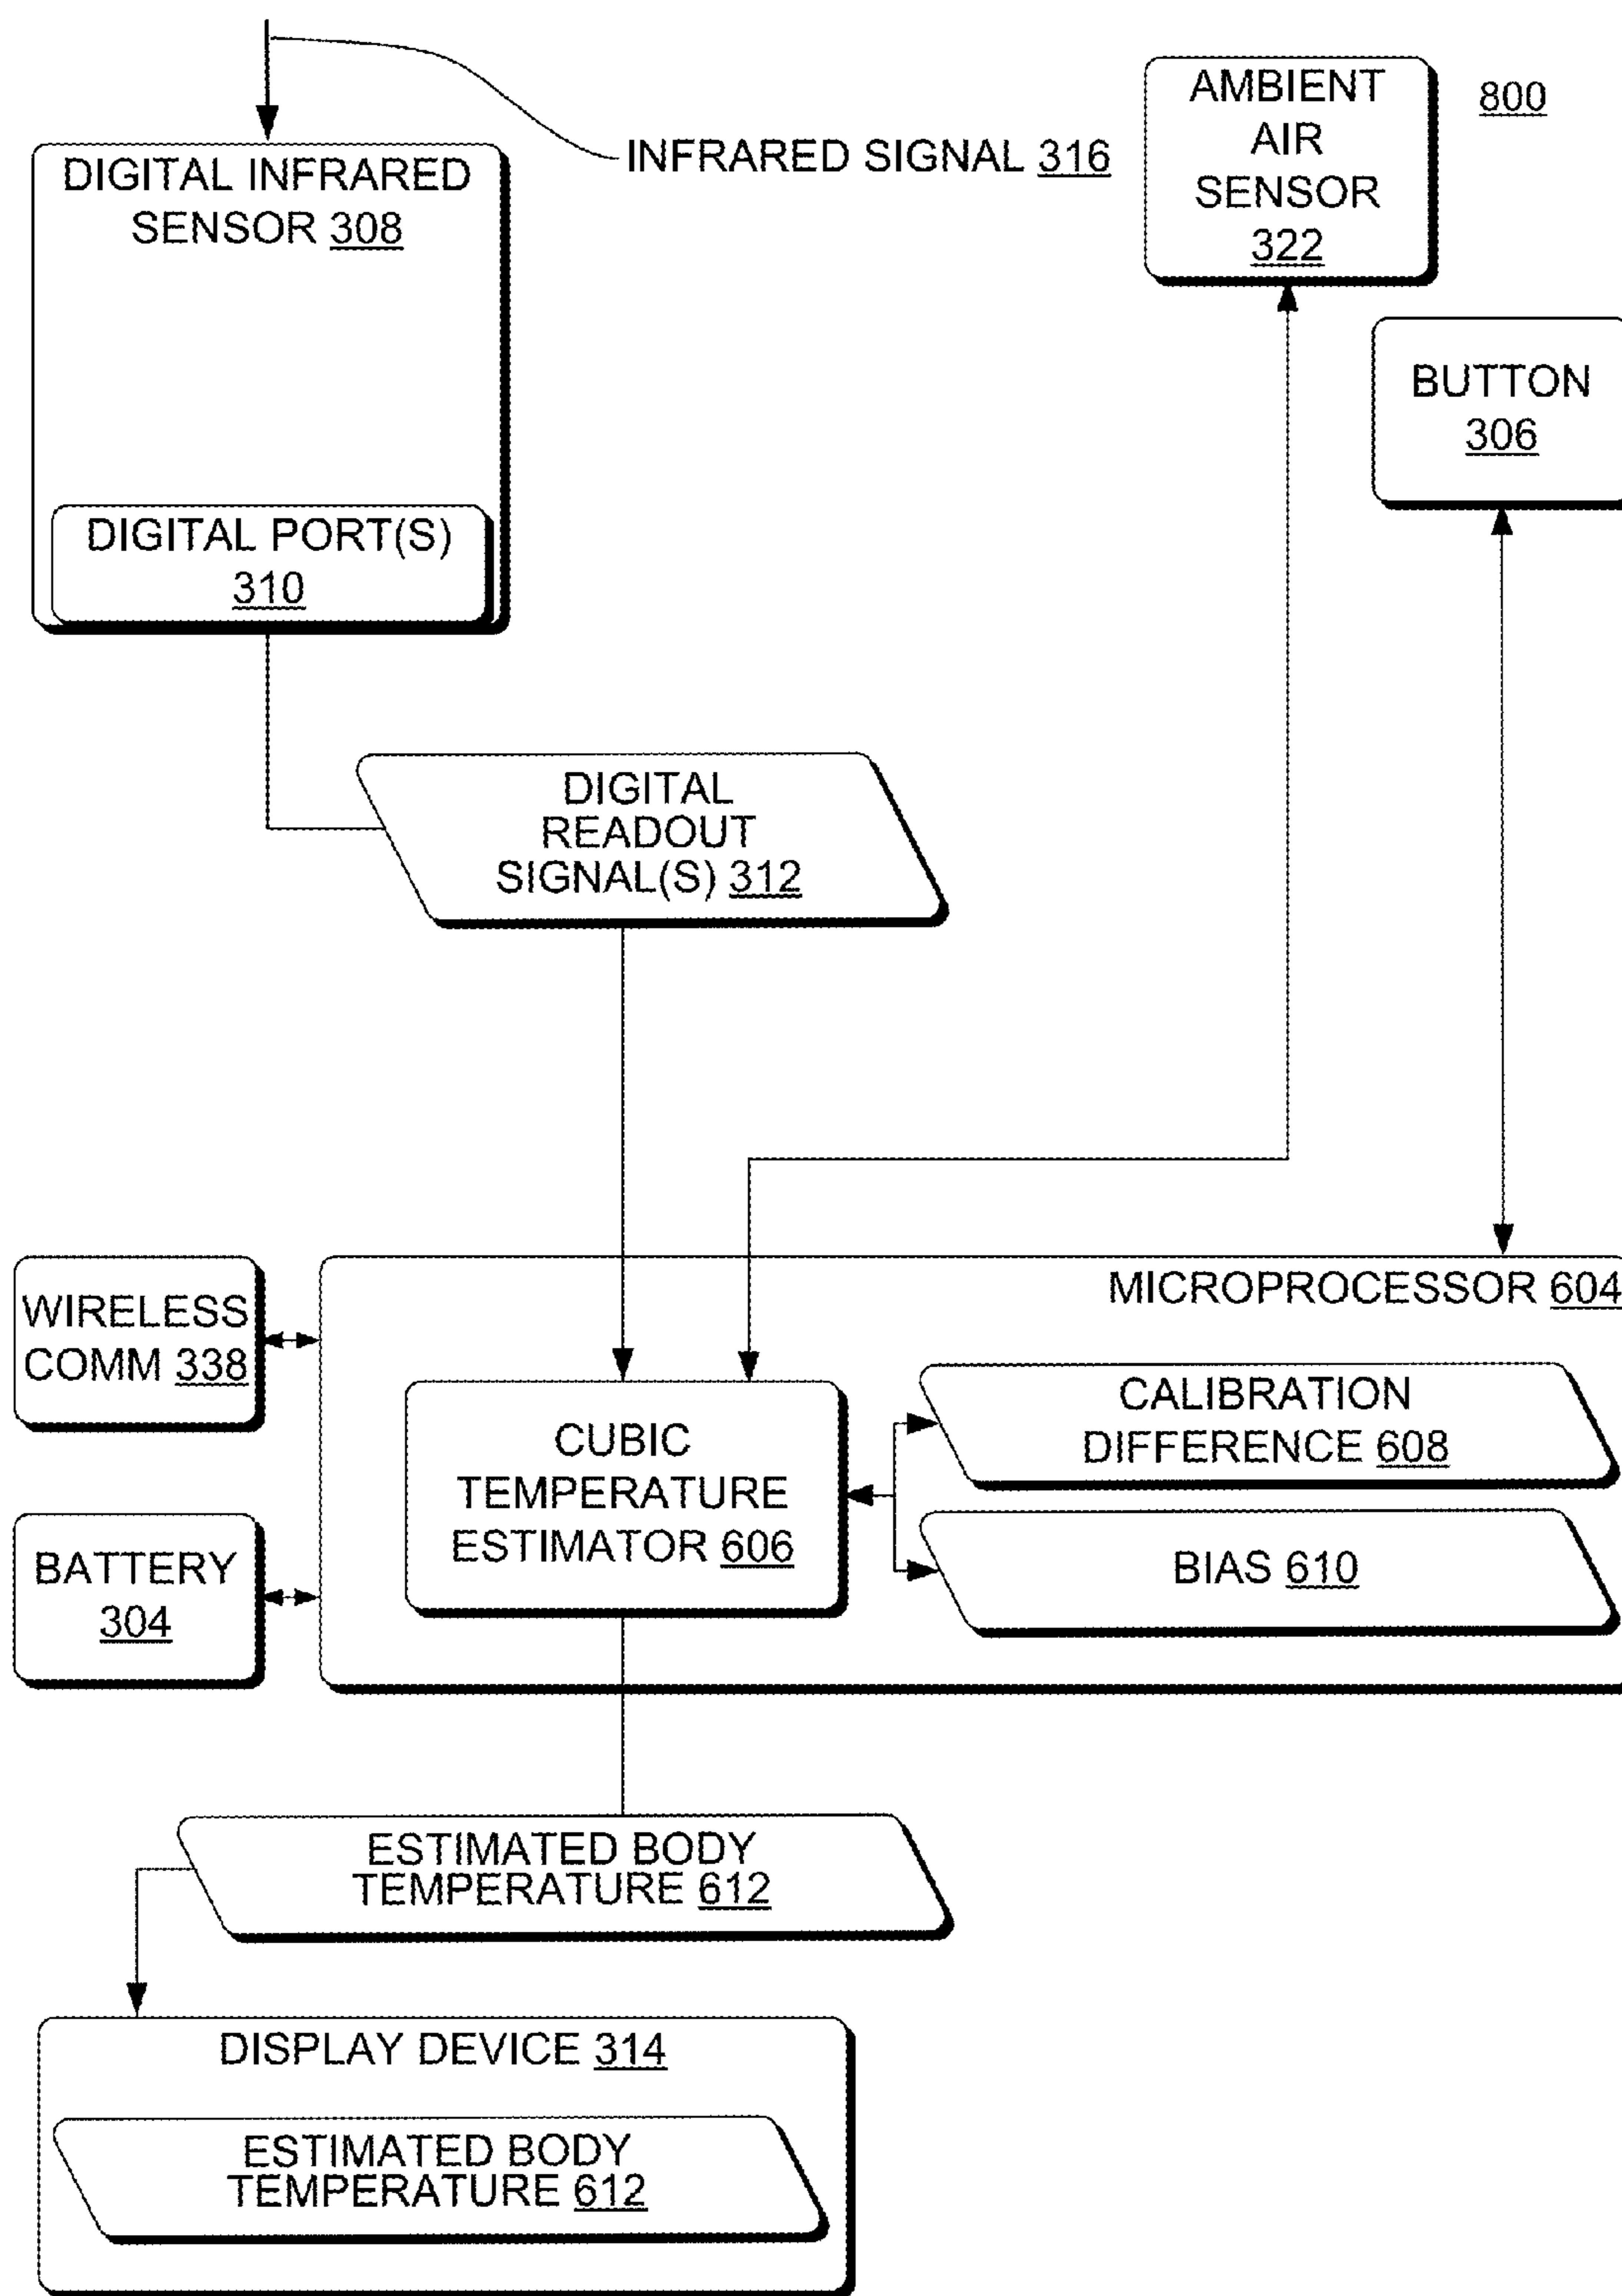 AMBIENT
AIR
SENSOR
322
800
DIGITAL INFRARED
SENSOR 308
INFRARED SIGNAL 316
BUTTON
306
DIGITAL PORT(S)
310
DIGITAL
READOUT
SIGNAL(S) 312
MICROPROCESSOR 604
WIRELESS
COMM 338
CUBIC
TEMPERATURE
ESTIMATOR 606
CALIBRATION
DIFFERENCE 608
BIAS 610
BATTERY
304
ESTIMATED BODY
TEMPERATURE 612
DISPLAY DEVICE 314
ESTIMATED BODY
TEMPERATURE 612